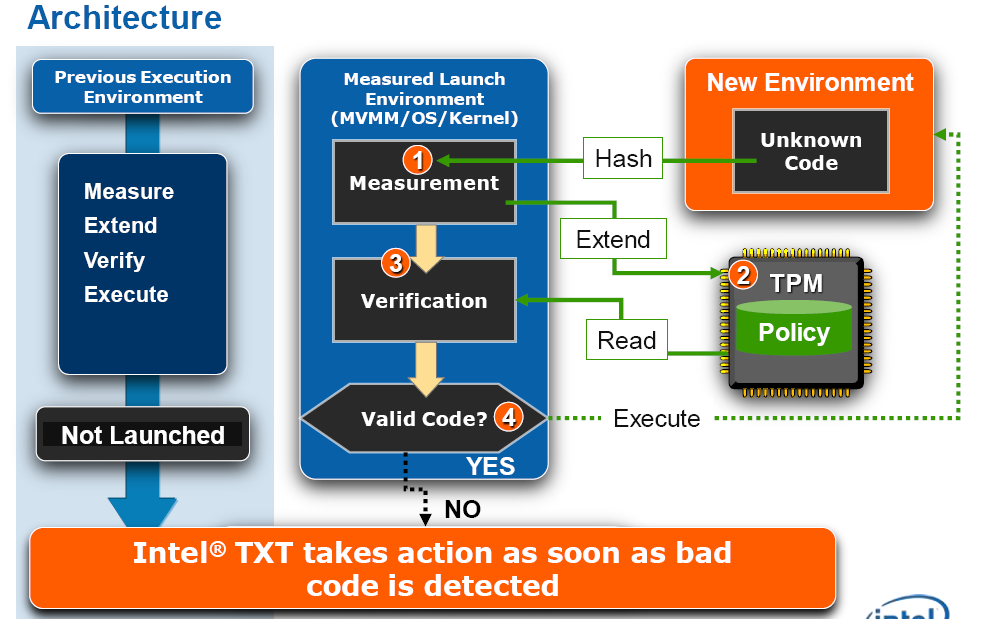 Architecture
Previous Execution
Environment
Measure
Extend
Verify
Execute
Not Launched
Measured Launch
Environment
(MVMM/OS/Kernel)
1
Measurement
3
Verification
Valid Code?
4
YES
NO
Hash
Extend
Read
Execute
New Environment
Unknown
Code
2
TPM
Policy
Intel® TXT takes action as soon as bad
code is detected
intel